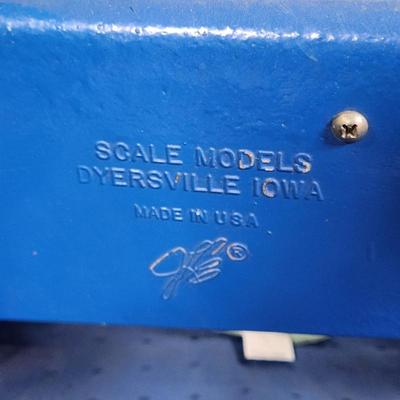 SCALE MODELS
DYERSVILLE IOWA
MADE IN USA
®